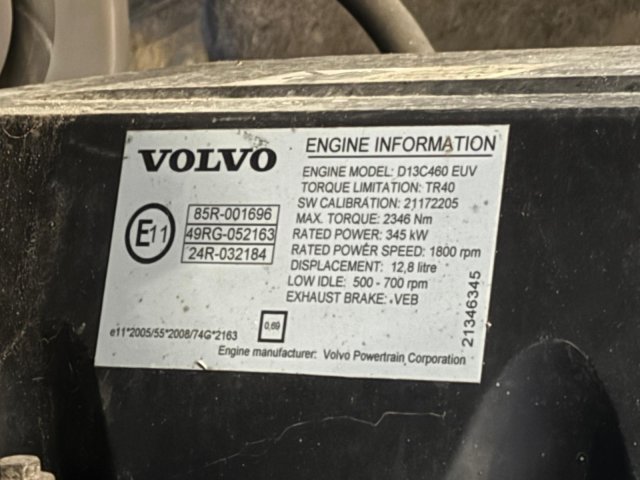 VOLVO
E11
85R-001696
49RG-052163
24R-032184
ENGINE INFORMATION
ENGINE MODEL: D13C460 EUV
TORQUE LIMITATION: TR40
SW CALIBRATION: 21172205
MAX. TORQUE: 2346 Nm
RATED POWER: 345 kW
RATED POWER SPEED: 1800 rpm
DISPLACEMENT: 12,8 litre
LOW IDLE: 500 - 700 rpm
EXHAUST BRAKE: VEB
21346345
0,69
e11*2005/55*2008/74G*2163
Engine manufacturer: Volvo Powertrain Corporation